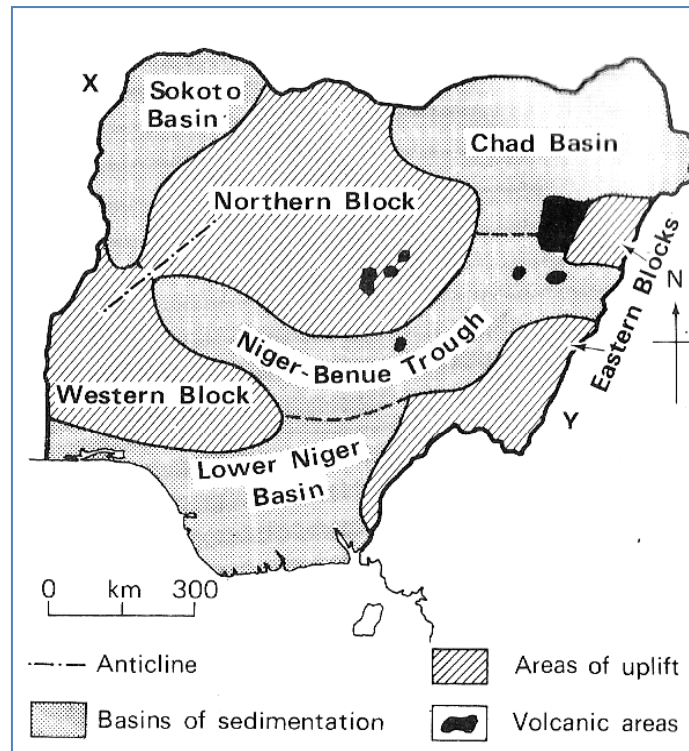 X
Sokoto
Basin
Chad Basin
Northern Block
Eastern Blocks
N
Niger-Benue Trough
Western Block
Y
Lower Niger
Basin
0 km 300
Anticline
Areas of uplift
Basins of sedimentation
Volcanic areas